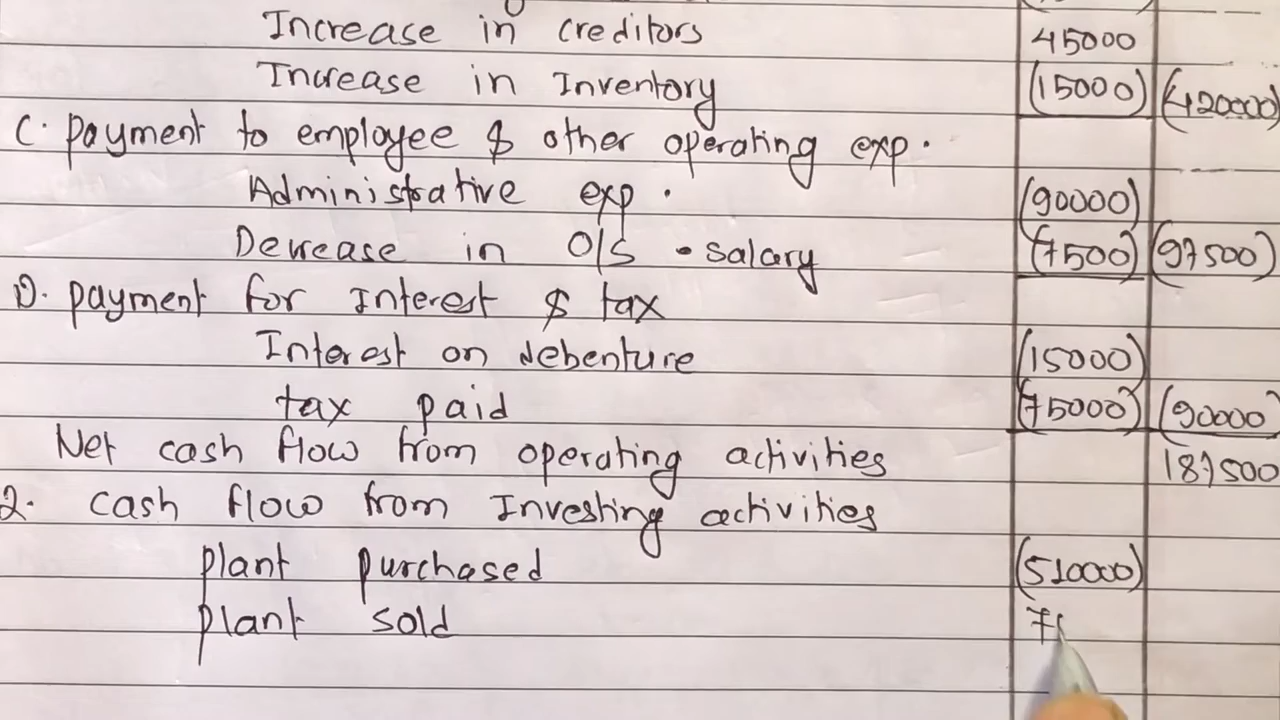 Increase in creditors 45000
Increase in Inventory (15000) (420000)
C. payment to employee $ other operating exp.
Administrative exp. (90000)
Decrease in O/S salary (7500) (97500)
D. payment for Interest $ tax
Interest on debenture (15000)
tax paid (75000) (90000)
Net cash flow from operating activities 187500
2. cash flow from Investing activities
plant purchased (510000)
plant sold